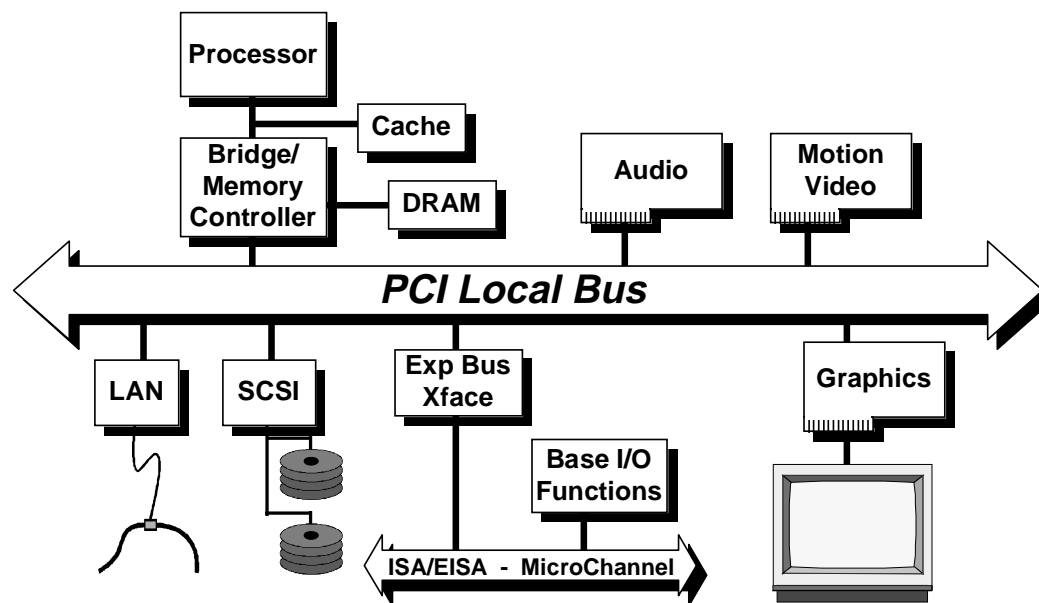 Processor
Cache
Bridge/
Memory
Controller
DRAM
Audio
Motion
Video
PCI Local Bus
LAN
SCSI
Exp Bus
Xface
Graphics
Base I/O
Functions
ISA/EISA - MicroChannel